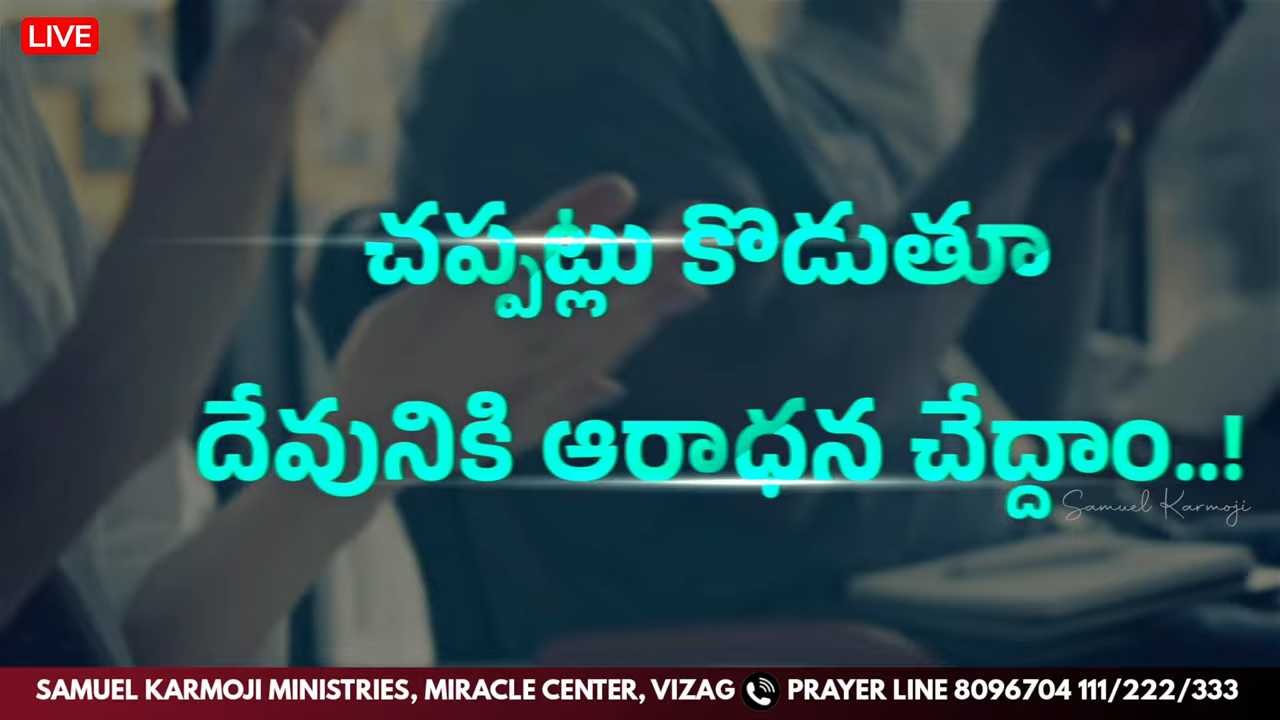 LIVE
చప్పట్లు కొడుతూ
దేవునికి ఆరాధన చేద్దాం..!
Samuel Karmoji
SAMUEL KARMOJI MINISTRIES, MIRACLE CENTER, VIZAG PRAYER LINE 8096704 111/222/333